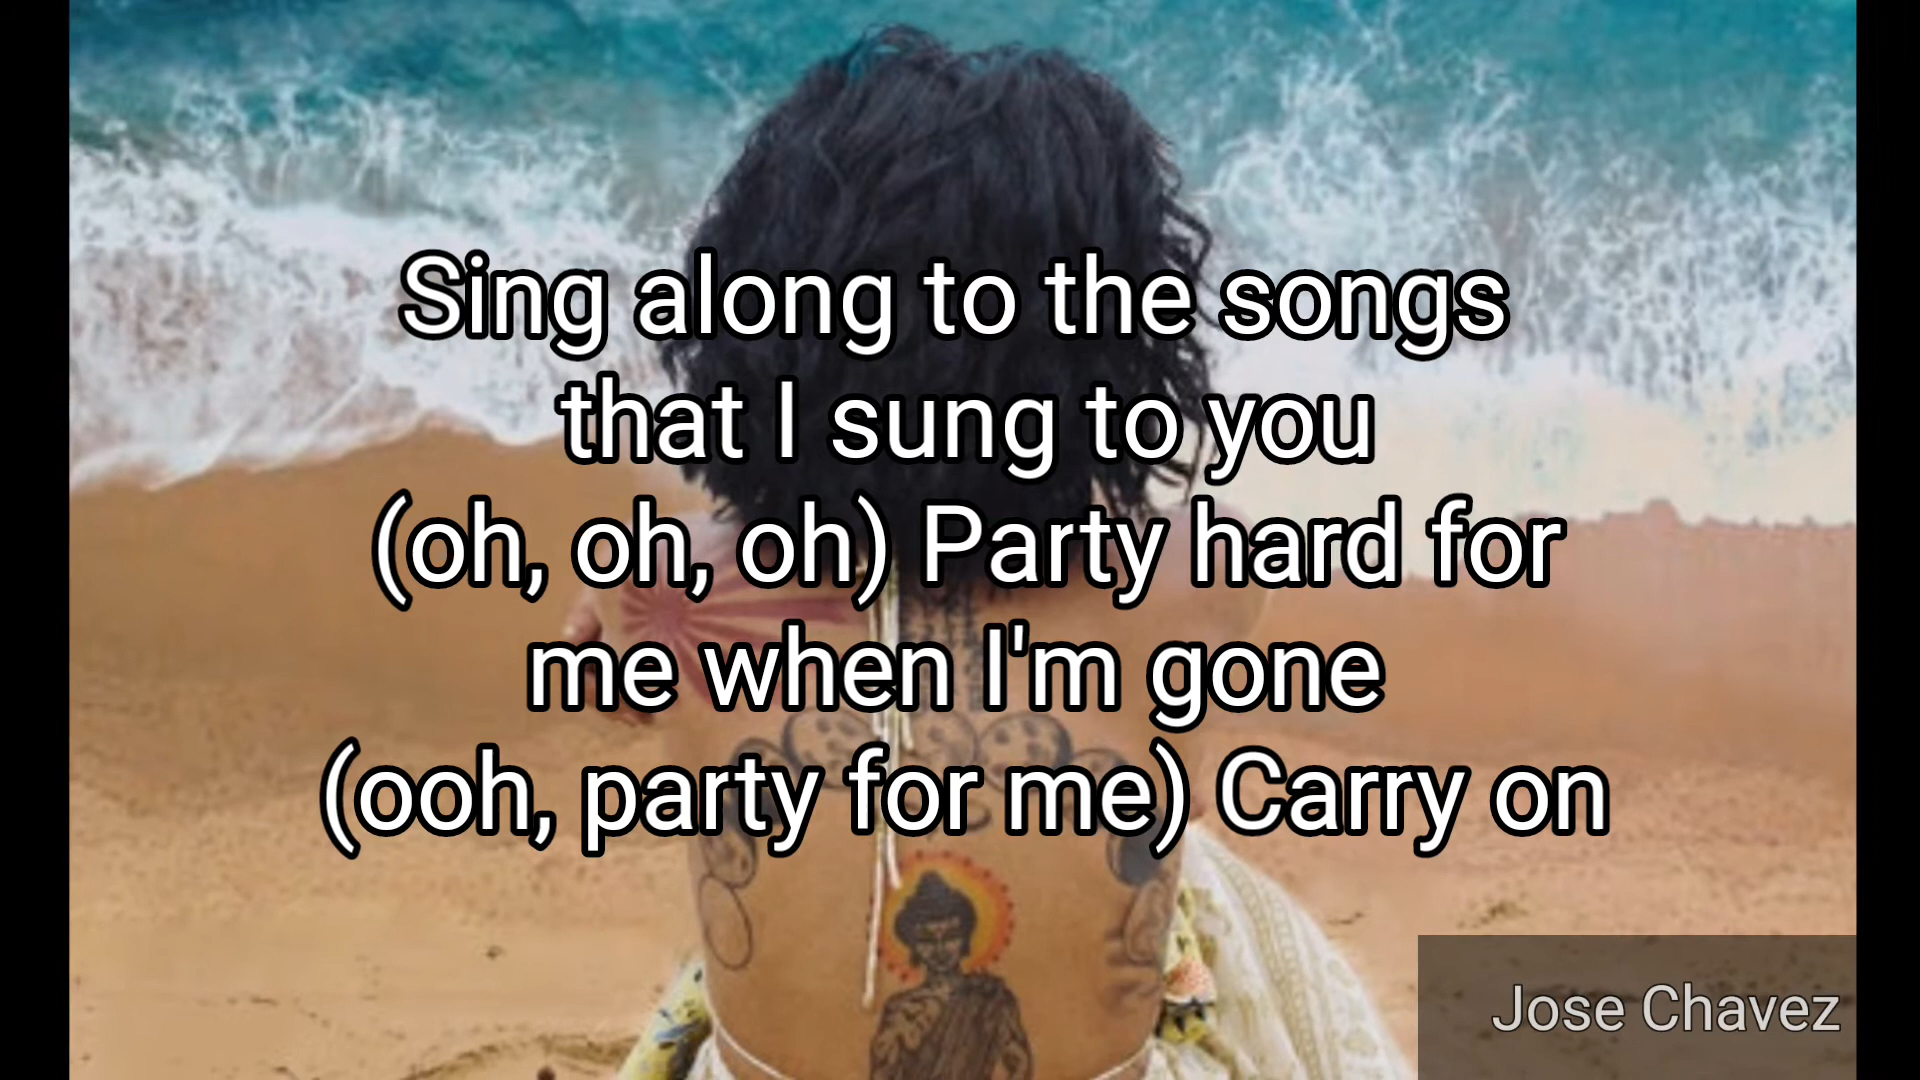 Sing along to the songs
that I sung to you
(oh, oh, oh) Party hard for
me when I'm gone
(ooh, party for me) Carry on
Jose Chavez